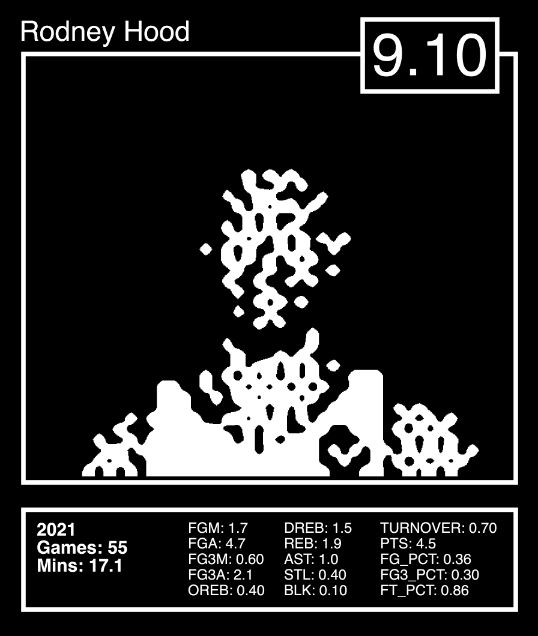 Rodney Hood
9.10
2021
Games: 55
Mins: 17.1
FGM: 1.7
FGA: 4.7
FG3M: 0.60
FG3A: 2.1
OREB: 0.40
DREB: 1.5
REB: 1.9
AST: 1.0
STL: 0.40
BLK: 0.10
TURNOVER: 0.70
PTS: 4.5
FG_PCT: 0.36
FG3_PCT: 0.30
FT_PCT: 0.86